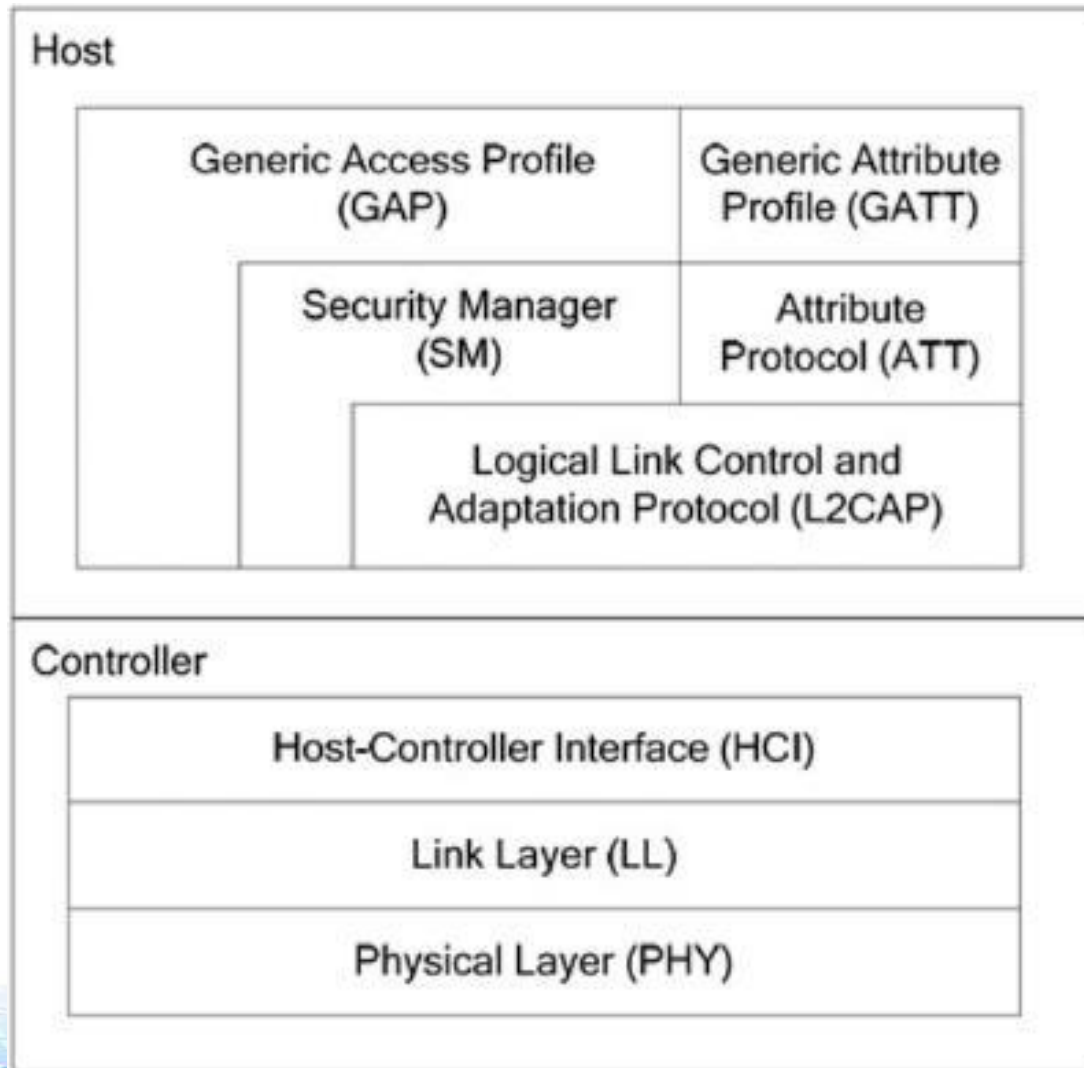 Host
Generic Access Profile
(GAP)
Generic Attribute
Profile (GATT)
Security Manager
(SM)
Attribute
Protocol (ATT)
Logical Link Control and
Adaptation Protocol (L2CAP)
Controller
Host-Controller Interface (HCI)
Link Layer (LL)
Physical Layer (PHY)